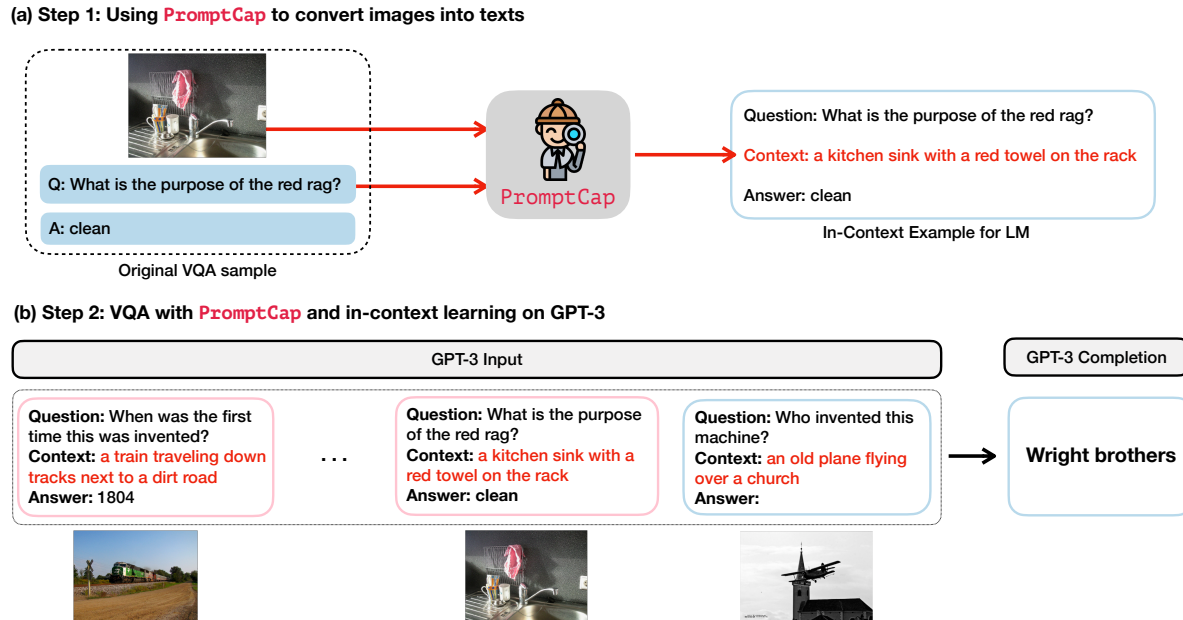 (a) Step 1: Using PromptCap to convert images into texts
Q: What is the purpose of the red rag?
A: clean
Original VQA sample
PromptCap
Question: What is the purpose of the red rag?
Context: a kitchen sink with a red towel on the rack
Answer: clean
In-Context Example for LM
(b) Step 2: VQA with PromptCap and in-context learning on GPT-3
GPT-3 Input
GPT-3 Completion
Question: When was the first
time this was invented?
Context: a train traveling down
tracks next to a dirt road
Answer: 1804
. . .
Question: What is the purpose
of the red rag?
Context: a kitchen sink with a
red towel on the rack
Answer: clean
Question: Who invented this
machine?
Context: an old plane flying
over a church
Answer:
Wright brothers